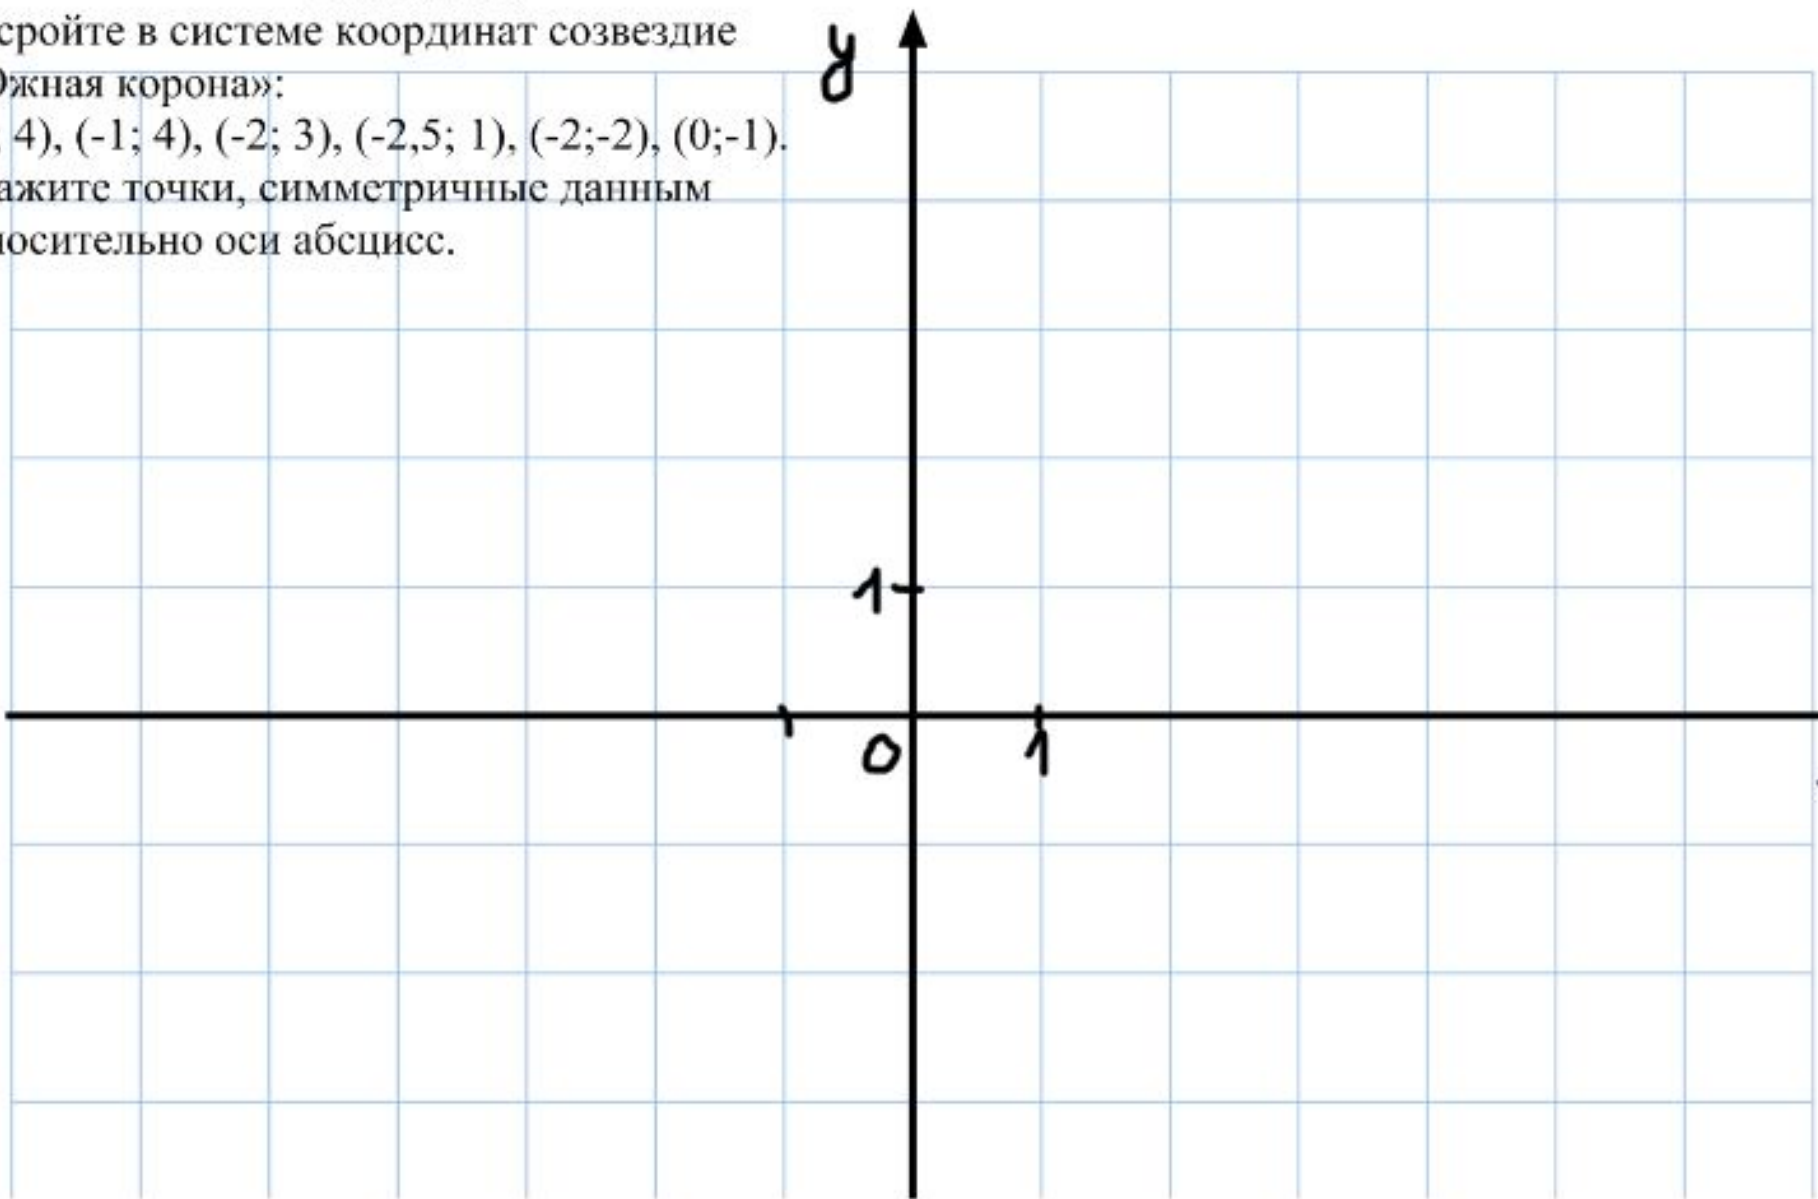 сройте в системе координат созвездие
Южная корона»:
4), (-1; 4), (-2; 3), (-2,5; 1), (-2;-2), (0;-1).
ажите точки, симметричные данным
носительно оси абсцисс.
y
1
0 1